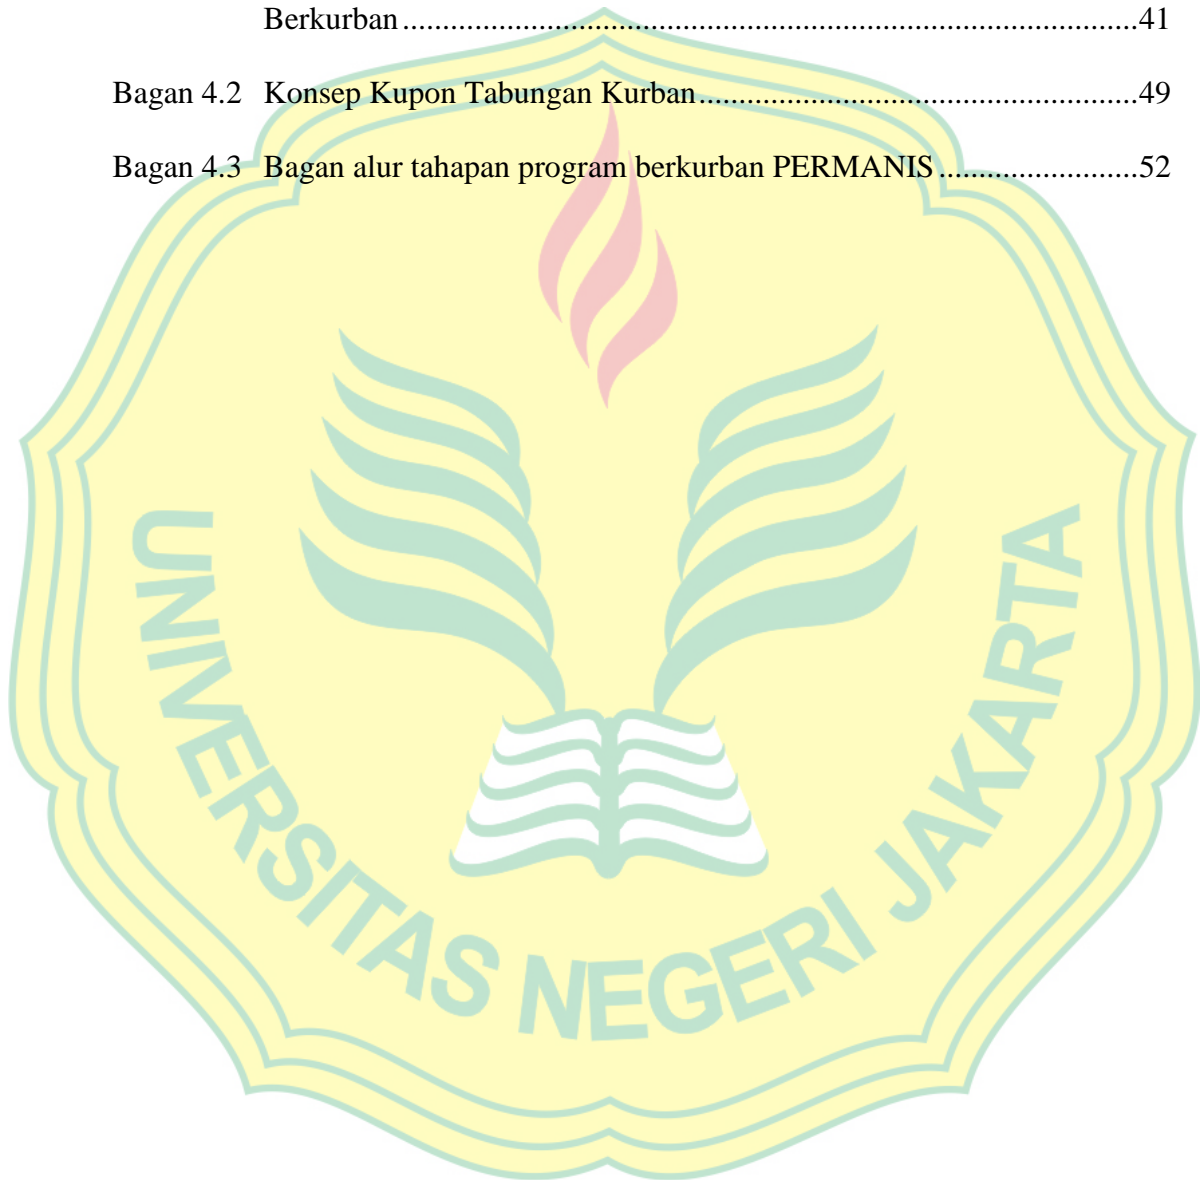 Berkurban.............................................................................................41
Bagan 4.2 Konsep Kupon Tabungan Kurban........................................................49
Bagan 4.3 Bagan alur tahapan program berkurban PERMANIS.........................52
UNIVERSITAS NEGERI JAKARTA